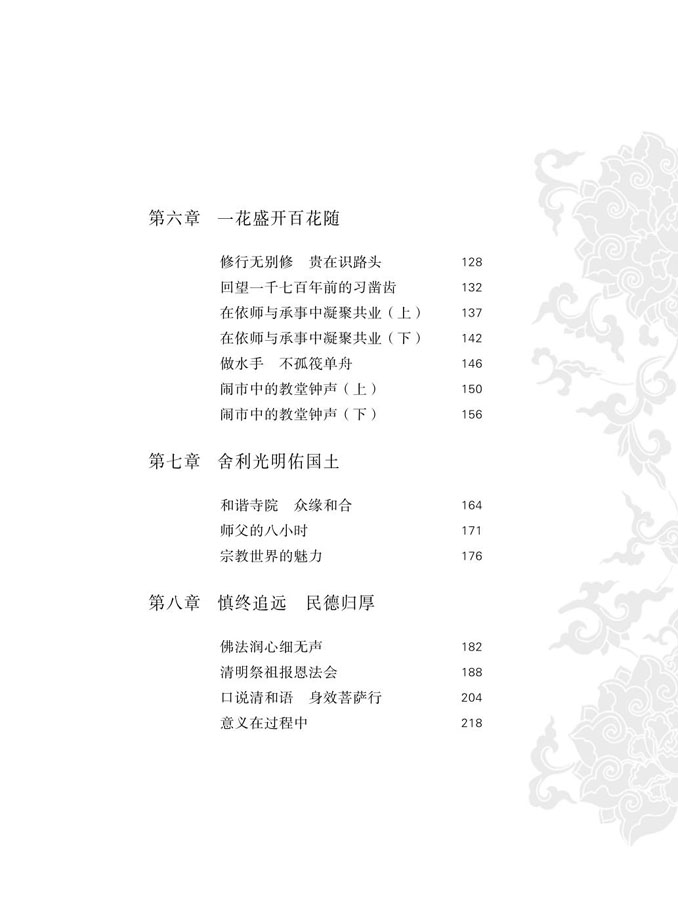 第六章　一花盛开百花随
修行无别修　贵在识路头　128
回望一千七百年前的习凿齿　132
在依师与承事中凝聚共业（上）　137
在依师与承事中凝聚共业（下）　142
做水手　不孤筏单舟　146
闹市中的教堂钟声（上）　150
闹市中的教堂钟声（下）　156
第七章　舍利光明佑国土
和谐寺院　众缘和合　164
师父的八小时　171
宗教世界的魅力　176
第八章　慎终追远　民德归厚
佛法润心细无声　182
清明祭祖报恩法会　188
口说清和语　身效菩萨行　204
意义在过程中　218